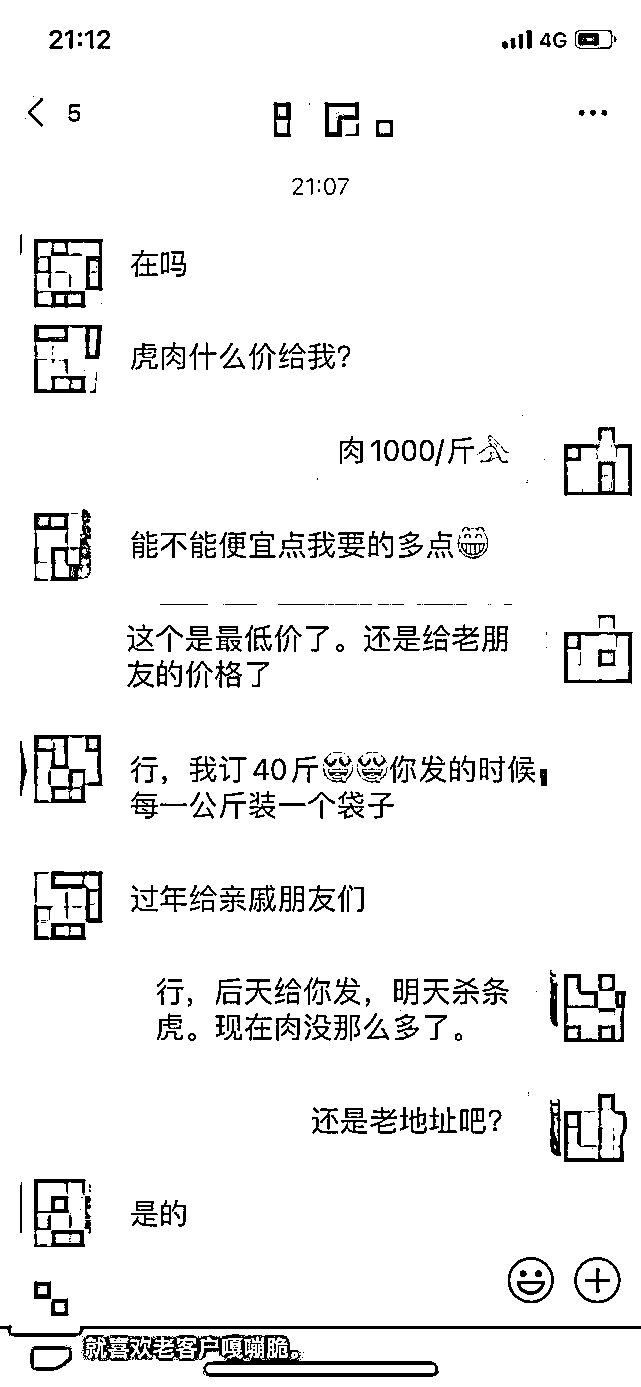 21:12
4G
5
21:07
在吗
虎肉什么价给我?
肉1000/斤
能不能便宜点我要的多点😁
这个是最低价了。还是给老朋
友的价格了
行，我订40斤你发的时候，
每一公斤装一个袋子
过年给亲戚朋友们
行，后天给你发，明天杀条
虎。现在肉没那么多了。
还是老地址吧?
是的
就喜欢老客户嘎嘣脆。